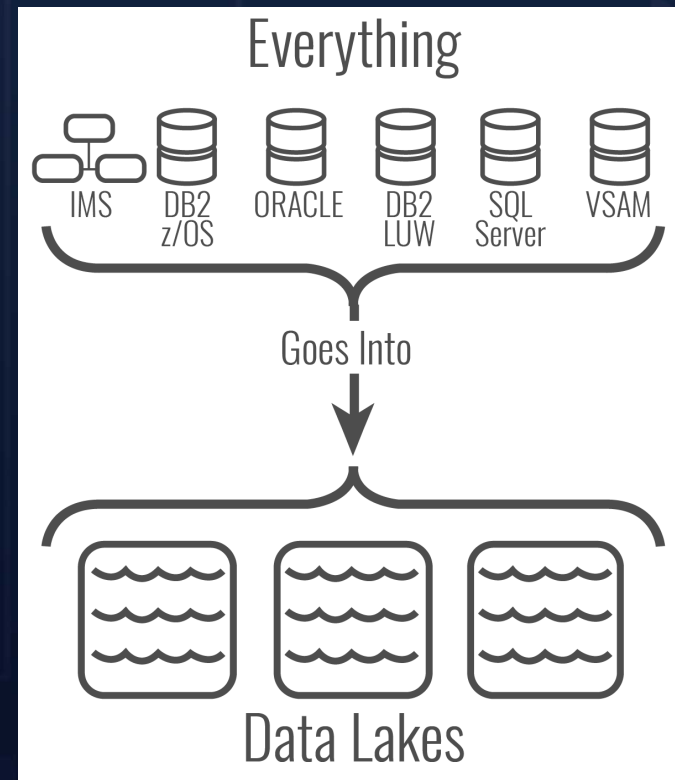 Everything
IMS
DB2
z/OS
ORACLE
DB2
LUW
SQL
Server
VSAM
Goes Into
Data Lakes